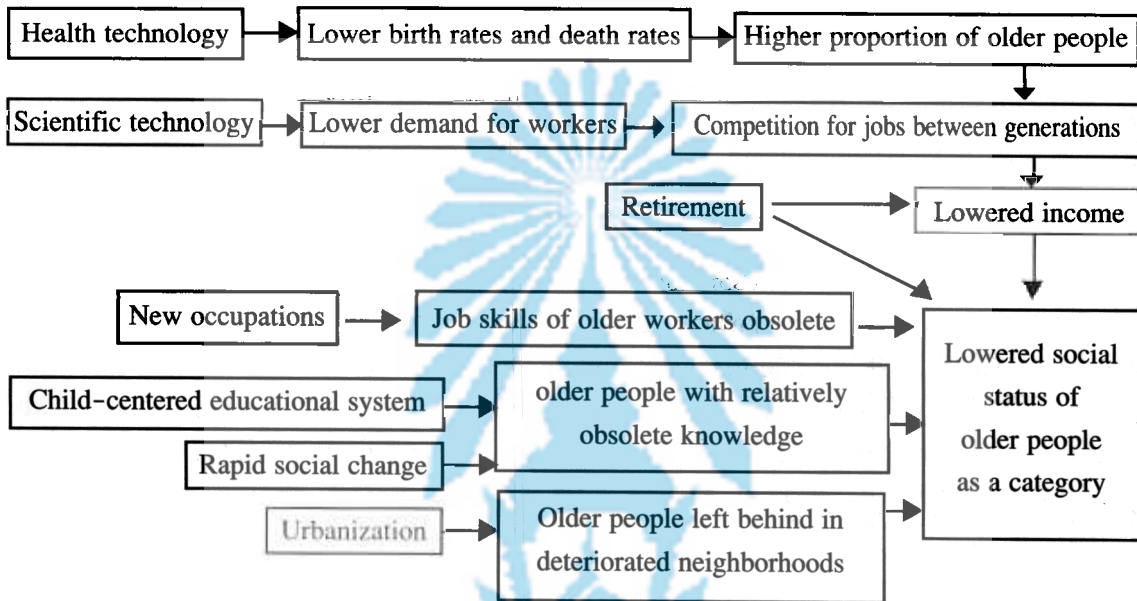 Health technology
Lower birth rates and death rates
Higher proportion of older people
Scientific technology
Lower demand for workers
Competition for jobs between generations
Retirement
Lowered income
New occupations
Job skills of older workers obsolete
Lowered social
status of
older people
as a category
Child-centered educational system
older people with relatively
obsolete knowledge
Rapid social change
Urbanization
Older people left behind in
deteriorated neighborhoods